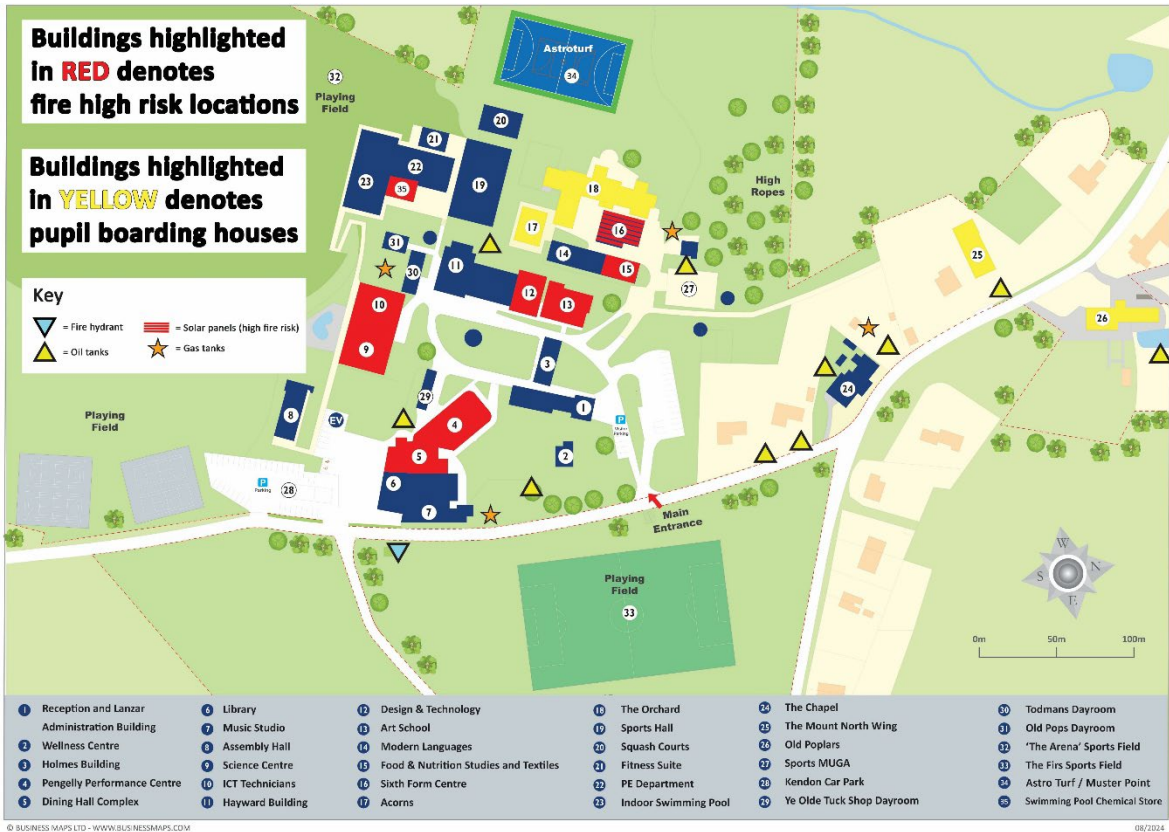 Buildings highlighted
in RED denotes
fire high risk locations
Buildings highlighted
in YELLOW denotes
pupil boarding houses
Key
= Fire hydrant
= Solar panels (high fire risk)
= Oil tanks
= Gas tanks
32
Playing
Field
Astroturf
34
20
21
22
23
35
19
18
17
16
High
Ropes
31
30
11
14
15
27
25
26
12
13
10
9
3
29
1
24
8
EV
4
P
Visitor
Parking
Playing
Field
5
2
6
P
Parking
28
7
Main
Entrance
Playing
Field
33
W
S
N
E
0m 50m 100m
1 Reception and Lanzar
Administration Building
2 Wellness Centre
3 Holmes Building
4 Pengelly Performance Centre
5 Dining Hall Complex
6 Library
7 Music Studio
8 Assembly Hall
9 Science Centre
10 ICT Technicians
11 Hayward Building
12 Design & Technology
13 Art School
14 Modern Languages
15 Food & Nutrition Studies and Textiles
16 Sixth Form Centre
17 Acorns
18 The Orchard
19 Sports Hall
20 Squash Courts
21 Fitness Suite
22 PE Department
23 Indoor Swimming Pool
24 The Chapel
25 The Mount North Wing
26 Old Poplars
27 Sports MUGA
28 Kendon Car Park
29 Ye Olde Tuck Shop Dayroom
30 Todmans Dayroom
31 Old Pops Dayroom
32 'The Arena' Sports Field
33 The Firs Sports Field
34 Astro Turf / Muster Point
35 Swimming Pool Chemical Store
© BUSINESS MAPS LTD - WWW.BUSINESSMAPS.COM
08/2024